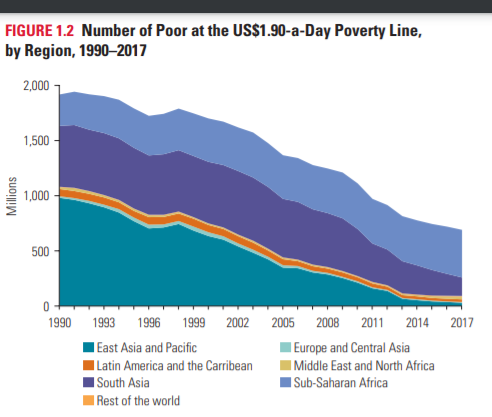 FIGURE 1.2 Number of Poor at the US$1.90-a-Day Poverty Line,
by Region, 1990–2017
2,000
1,500
1,000
500
0
Millions
1990 1993 1996 1999 2002 2005 2008 2011 2014 2017
East Asia and Pacific
Europe and Central Asia
Latin America and the Carribean
Middle East and North Africa
South Asia
Sub-Saharan Africa
Rest of the world